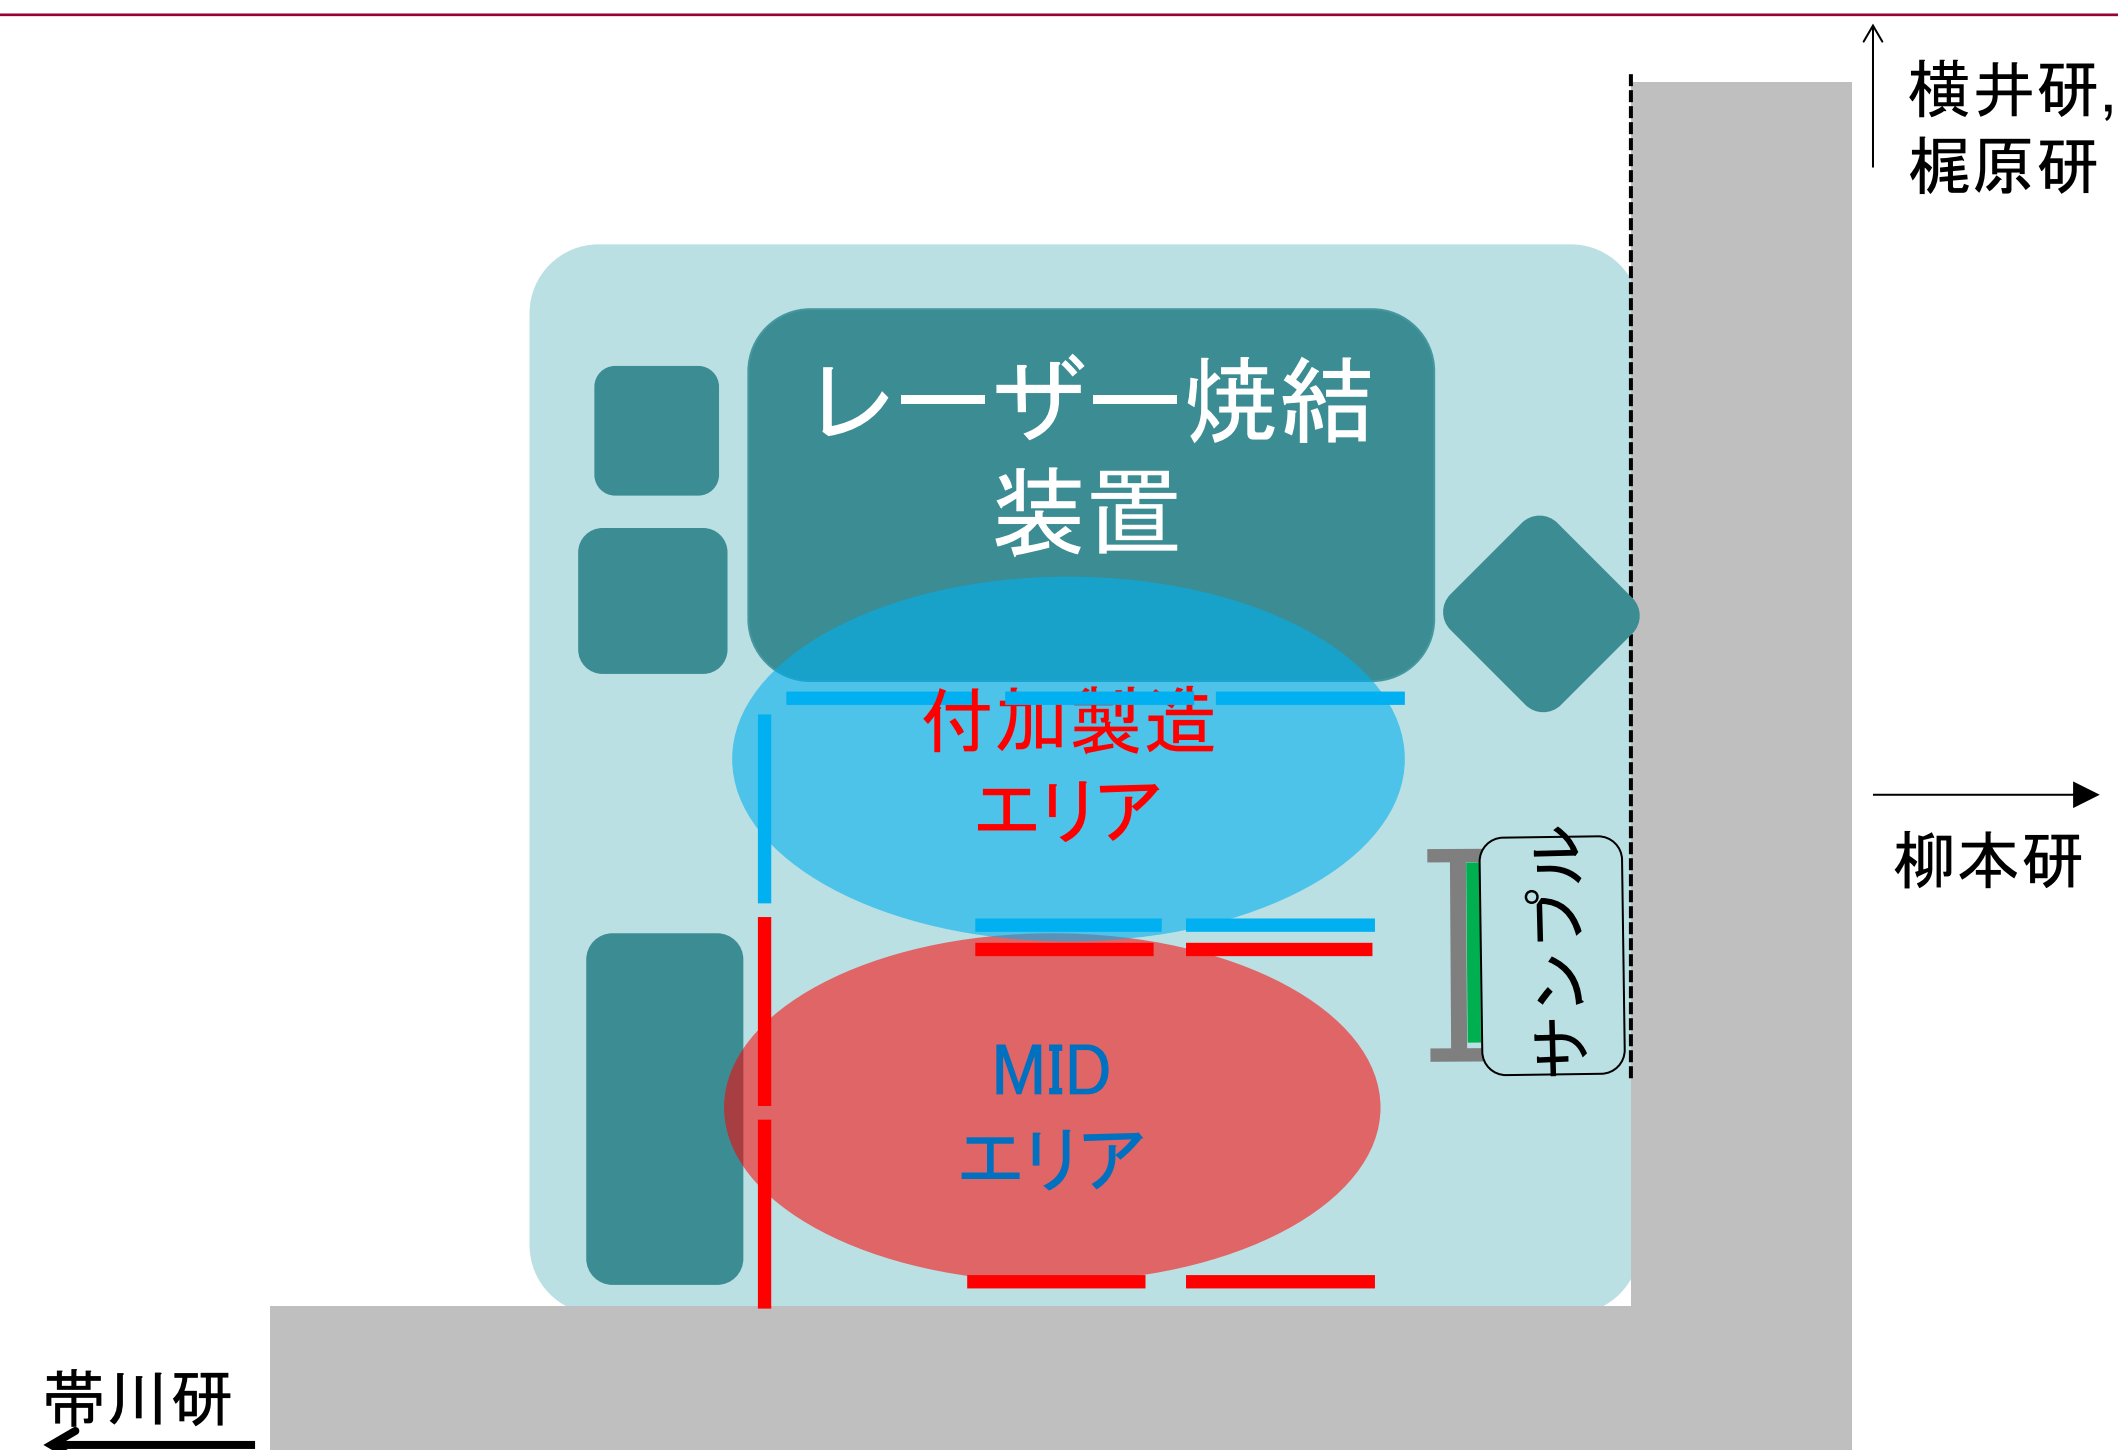 横井研,
梶原研
レーザー焼結
装置
付加製造
エリア
サンプル
柳本研
MID
エリア
帯川研